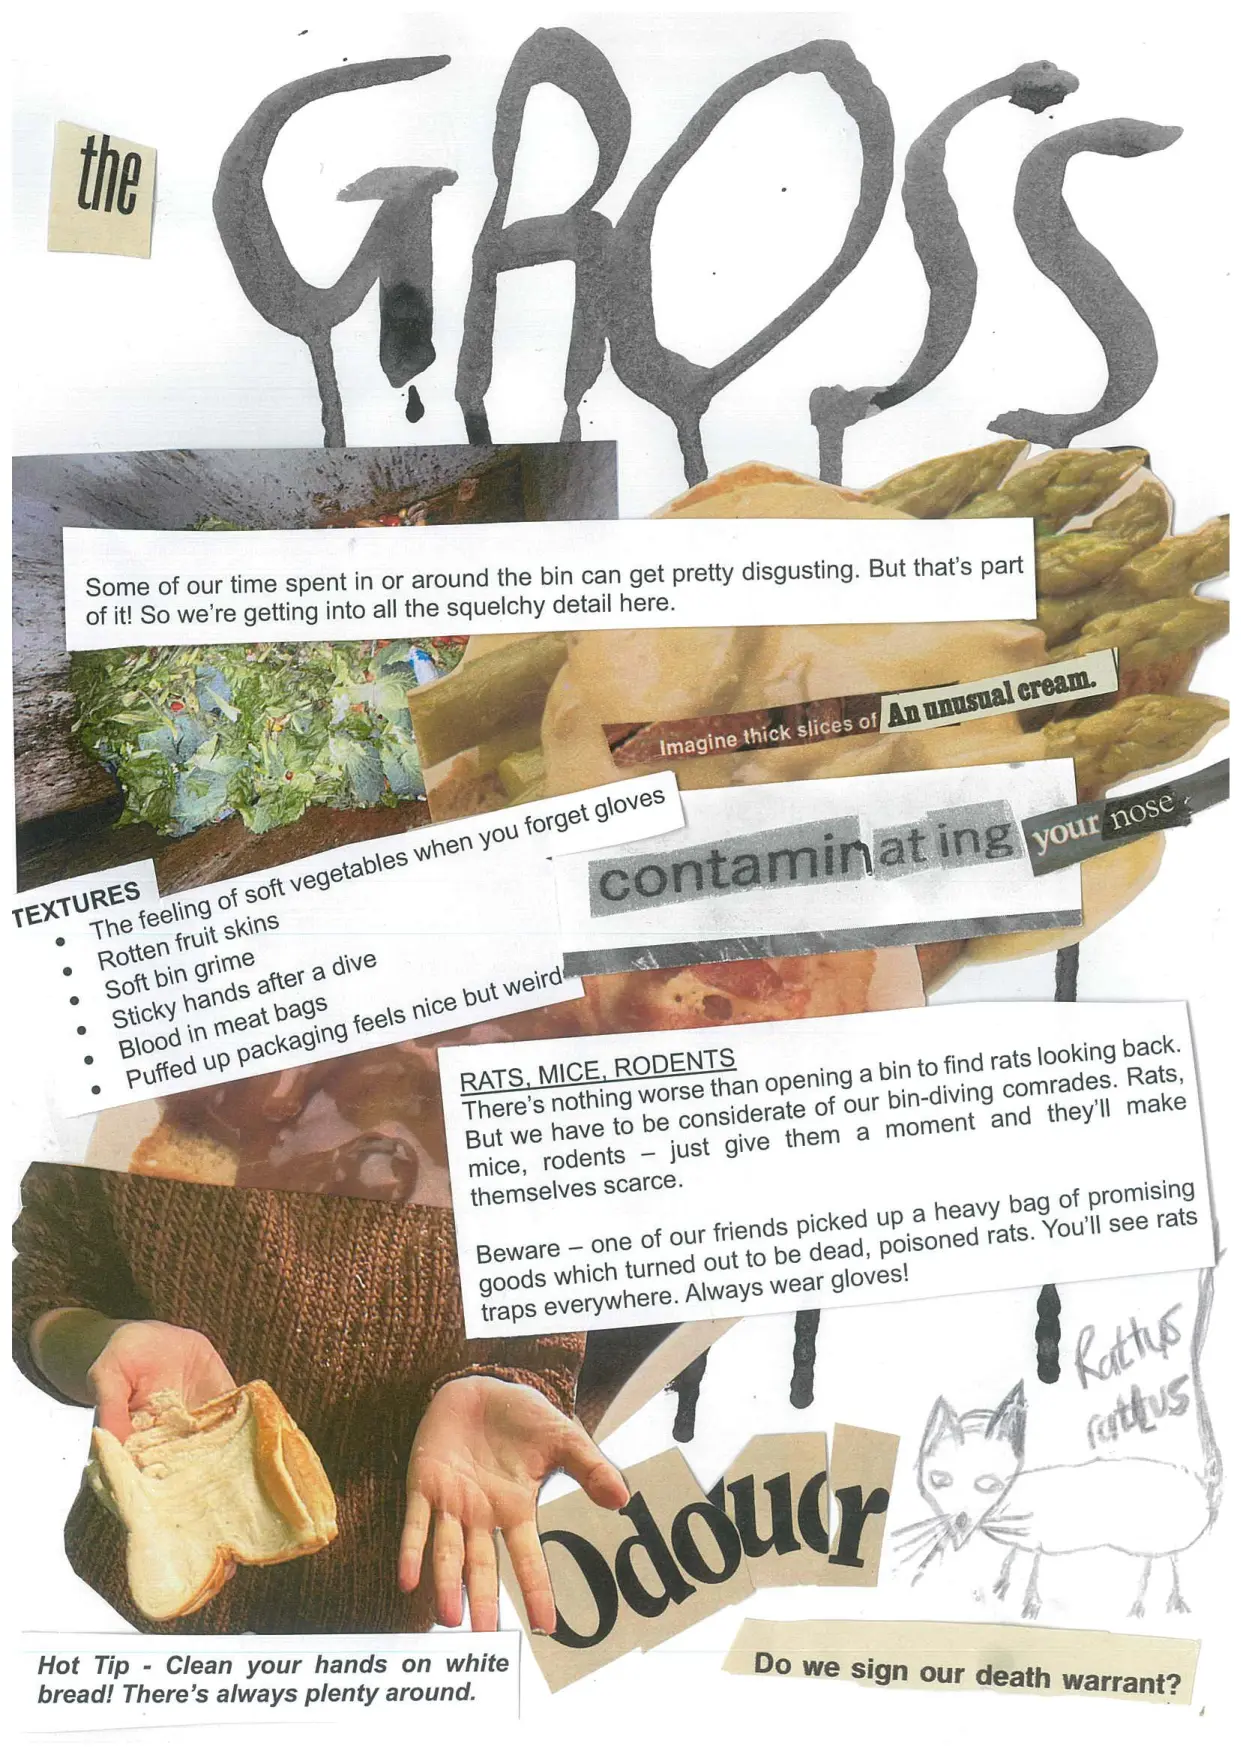 the
GROSS
Some of our time spent in or around the bin can get pretty disgusting. But that's part
of it! So we're getting into all the squelchy detail here.
Imagine thick slices of An unusual cream.
contaminating your nose
TEXTURES
• The feeling of soft vegetables when you forget gloves
• Rotten fruit skins
• Soft bin grime
• Sticky hands after a dive
• Blood in meat bags
• Puffed up packaging feels nice but weird
RATS, MICE, RODENTS
There's nothing worse than opening a bin to find rats looking back.
But we have to be considerate of our bin-diving comrades. Rats,
mice, rodents – just give them a moment and they'll make
themselves scarce.
Beware – one of our friends picked up a heavy bag of promising
goods which turned out to be dead, poisoned rats. You'll see rats
traps everywhere. Always wear gloves!
Rattus
rattus
Odour
Hot Tip - Clean your hands on white
bread! There's always plenty around.
Do we sign our death warrant?